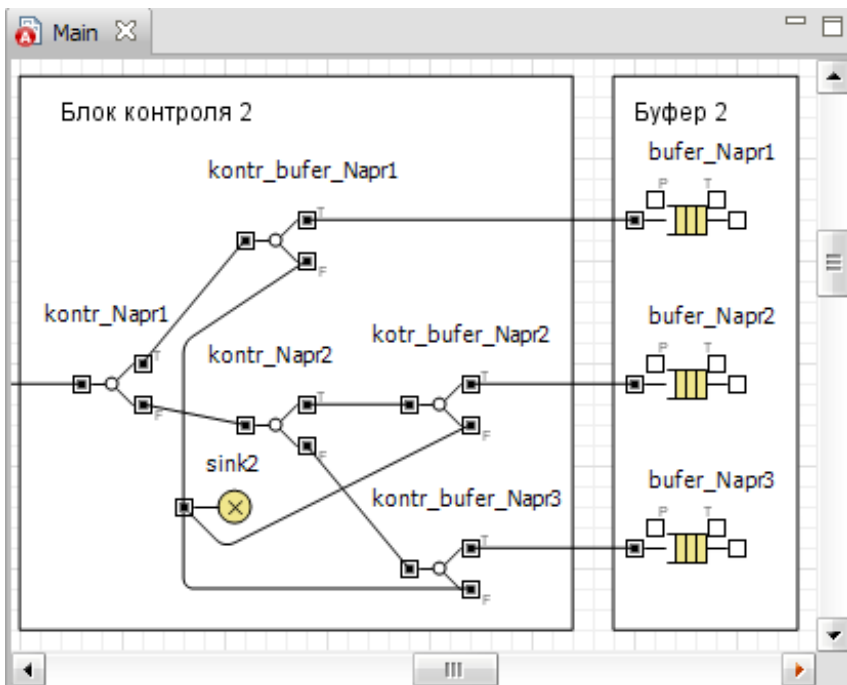 Main
Блок контроля 2
Буфер 2
bufer_Napr1
P T
kontr_bufer_Napr1
T
F
kontr_Napr1
T
F
kontr_Napr2
T
F
kotr_bufer_Napr2
T
F
bufer_Napr2
P T
sink2
kontr_bufer_Napr3
T
F
bufer_Napr3
P T